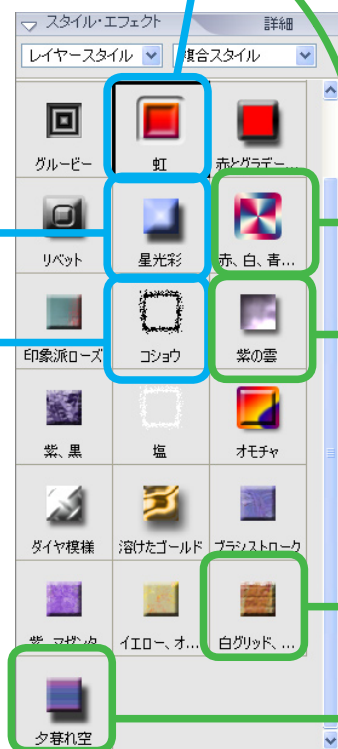 スタイル・エフェクト 詳細
レイヤースタイル 複合スタイル
グルービー 虹 赤とグラデー...
リベット 星光彩 赤、白、青...
印象派ローズ コショウ 紫の雲
紫、黒 塩 オモチャ
ダイヤ模様 溶けたゴールド ブラシストローク
紫、マゼンタ イエロー、オ... 白グリッド、...
夕暮れ空